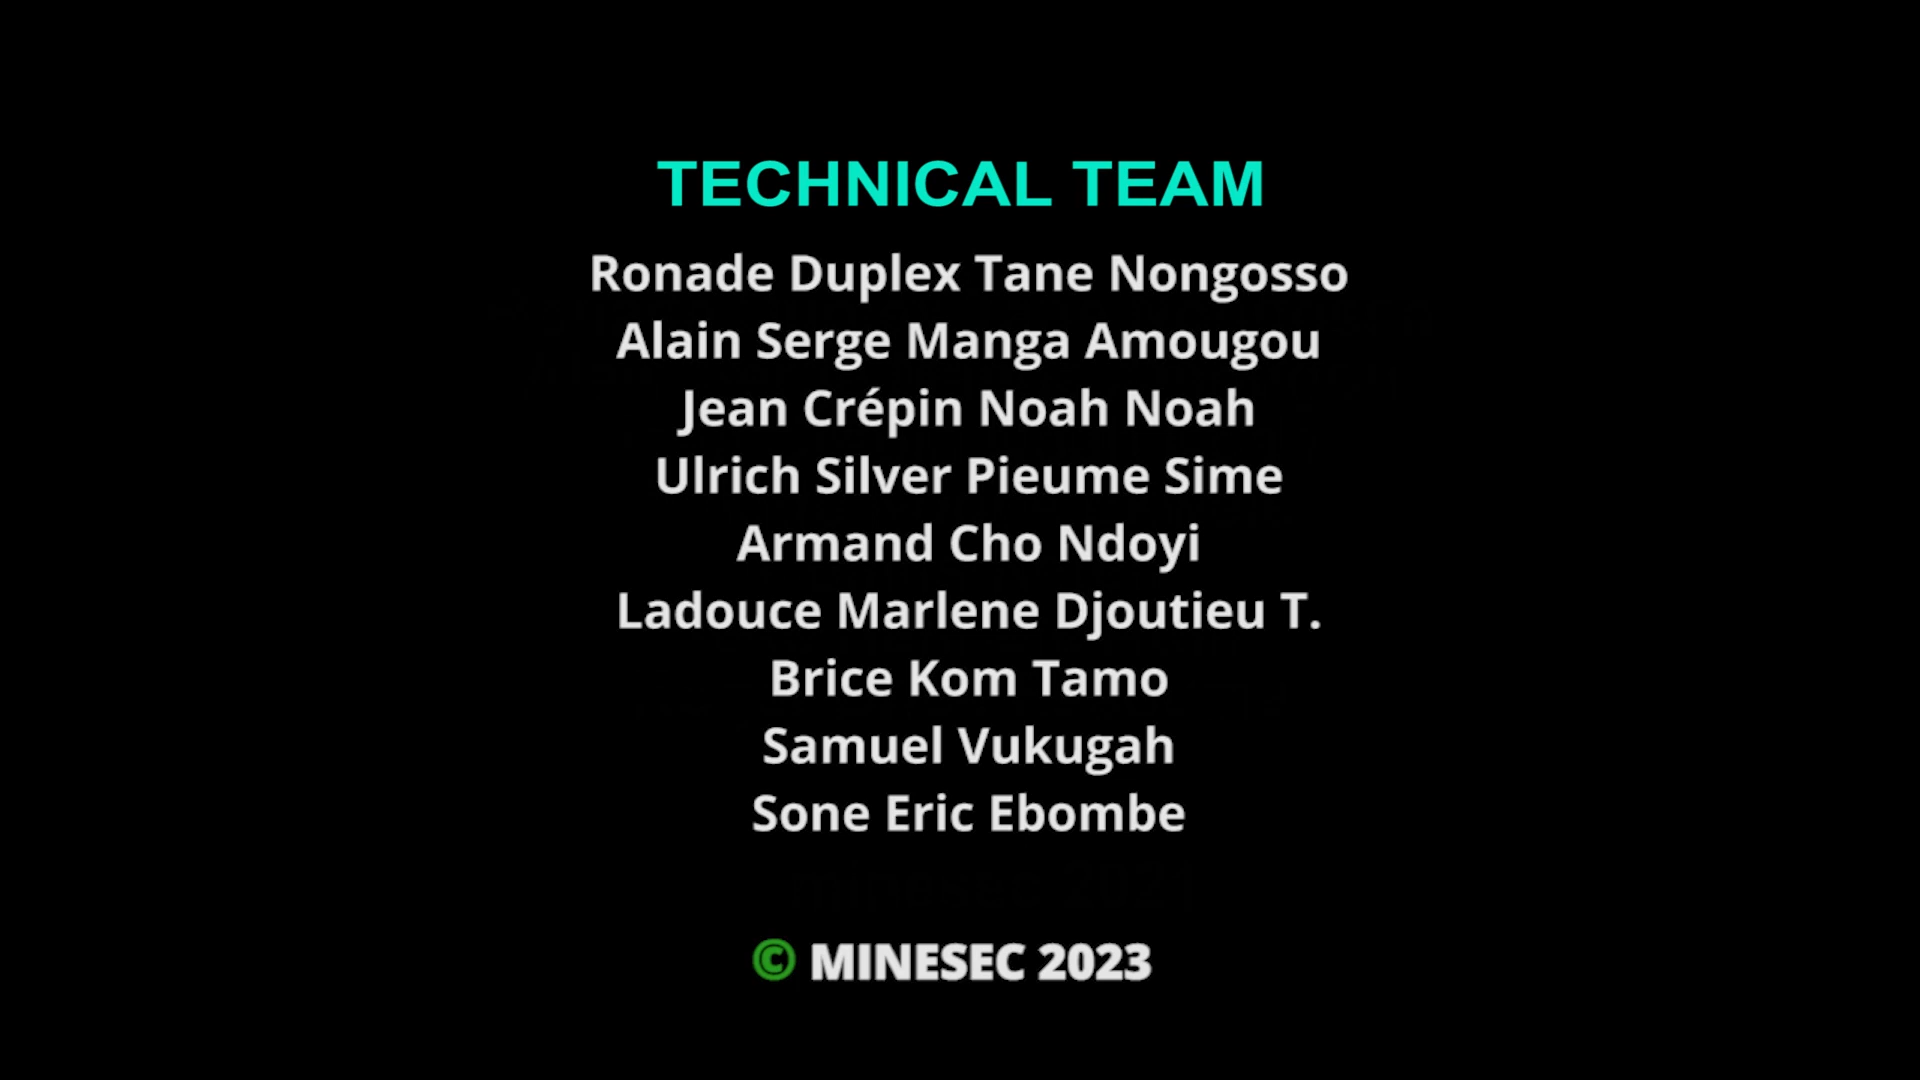 TECHNICAL TEAM
Ronade Duplex Tane Nongosso
Alain Serge Manga Amougou
Jean Crépin Noah Noah
Ulrich Silver Pieume Sime
Armand Cho Ndoyi
Ladouce Marlene Djoutieu T.
Brice Kom Tamo
Samuel Vukugah
Sone Eric Ebombe
© MINESEC 2023